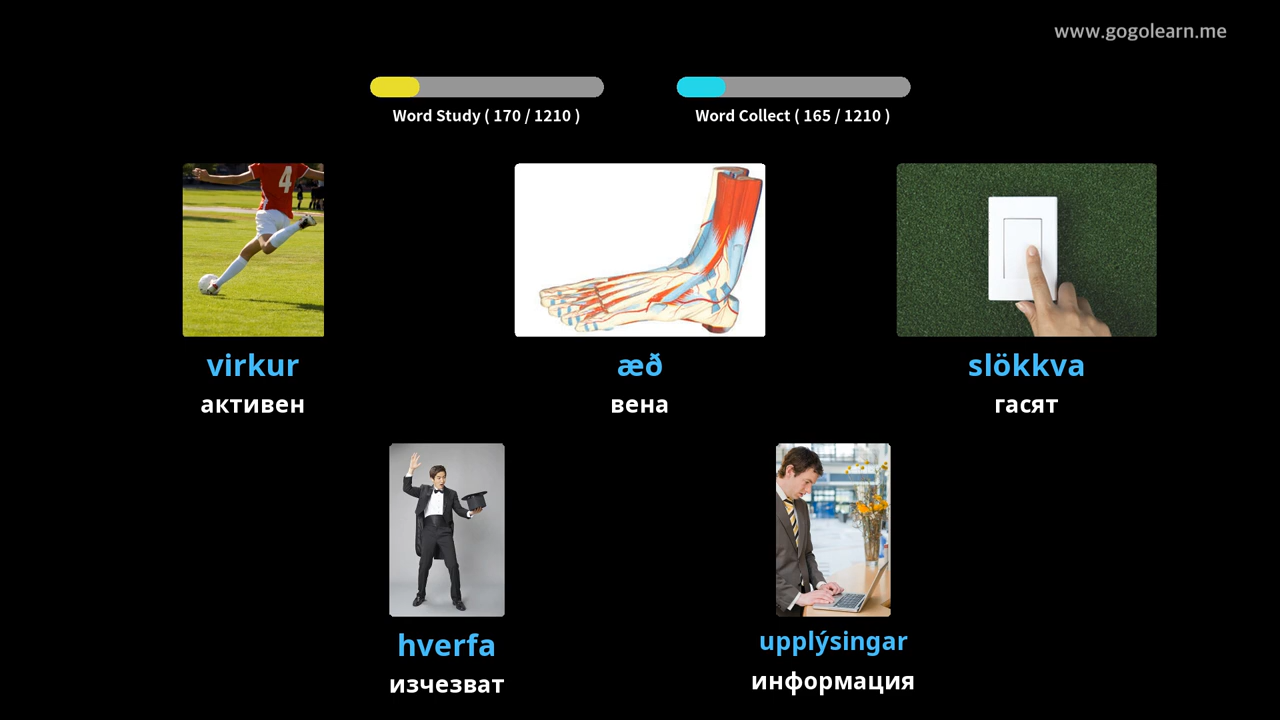 www.gogolearn.me
Word Study ( 170 / 1210 )
Word Collect ( 165 / 1210 )
4
virkur
æð
slökkva
активен
вена
гасят
hverfa
upplýsingar
изчезват
информация